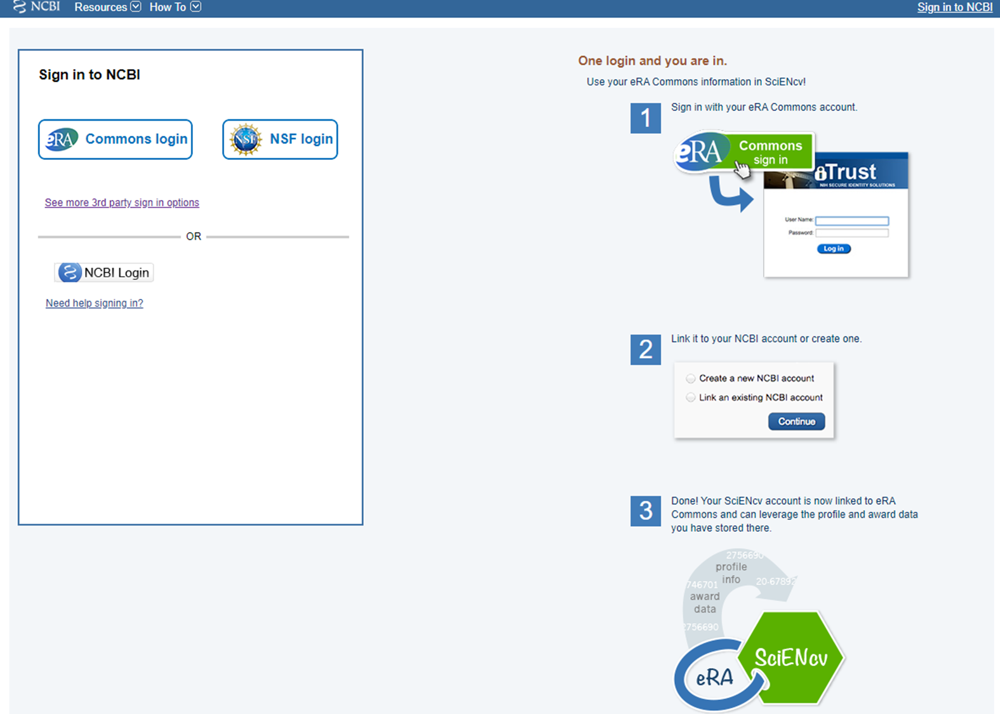 NCBI Resources How To Sign in to NCBI
Sign in to NCBI
eRA Commons login
NSF NSF login
See more 3rd party sign in options
OR
NCBI Login
Need help signing in?
One login and you are in.
Use your eRA Commons information in SciENcv!
1
Sign in with your eRA Commons account.
eRA Commons
sign in
iTrust
NIH SECURE IDENTITY SOLUTIONS
User Name:
Password:
Log in
2
Link it to your NCBI account or create one.
Create a new NCBI account
Link an existing NCBI account
Continue
3
Done! Your SciENcv account is now linked to eRA
Commons and can leverage the profile and award data
you have stored there.
2756690
profile
info
746701
20-67892
award
data
2756690
SciENcv
eRA